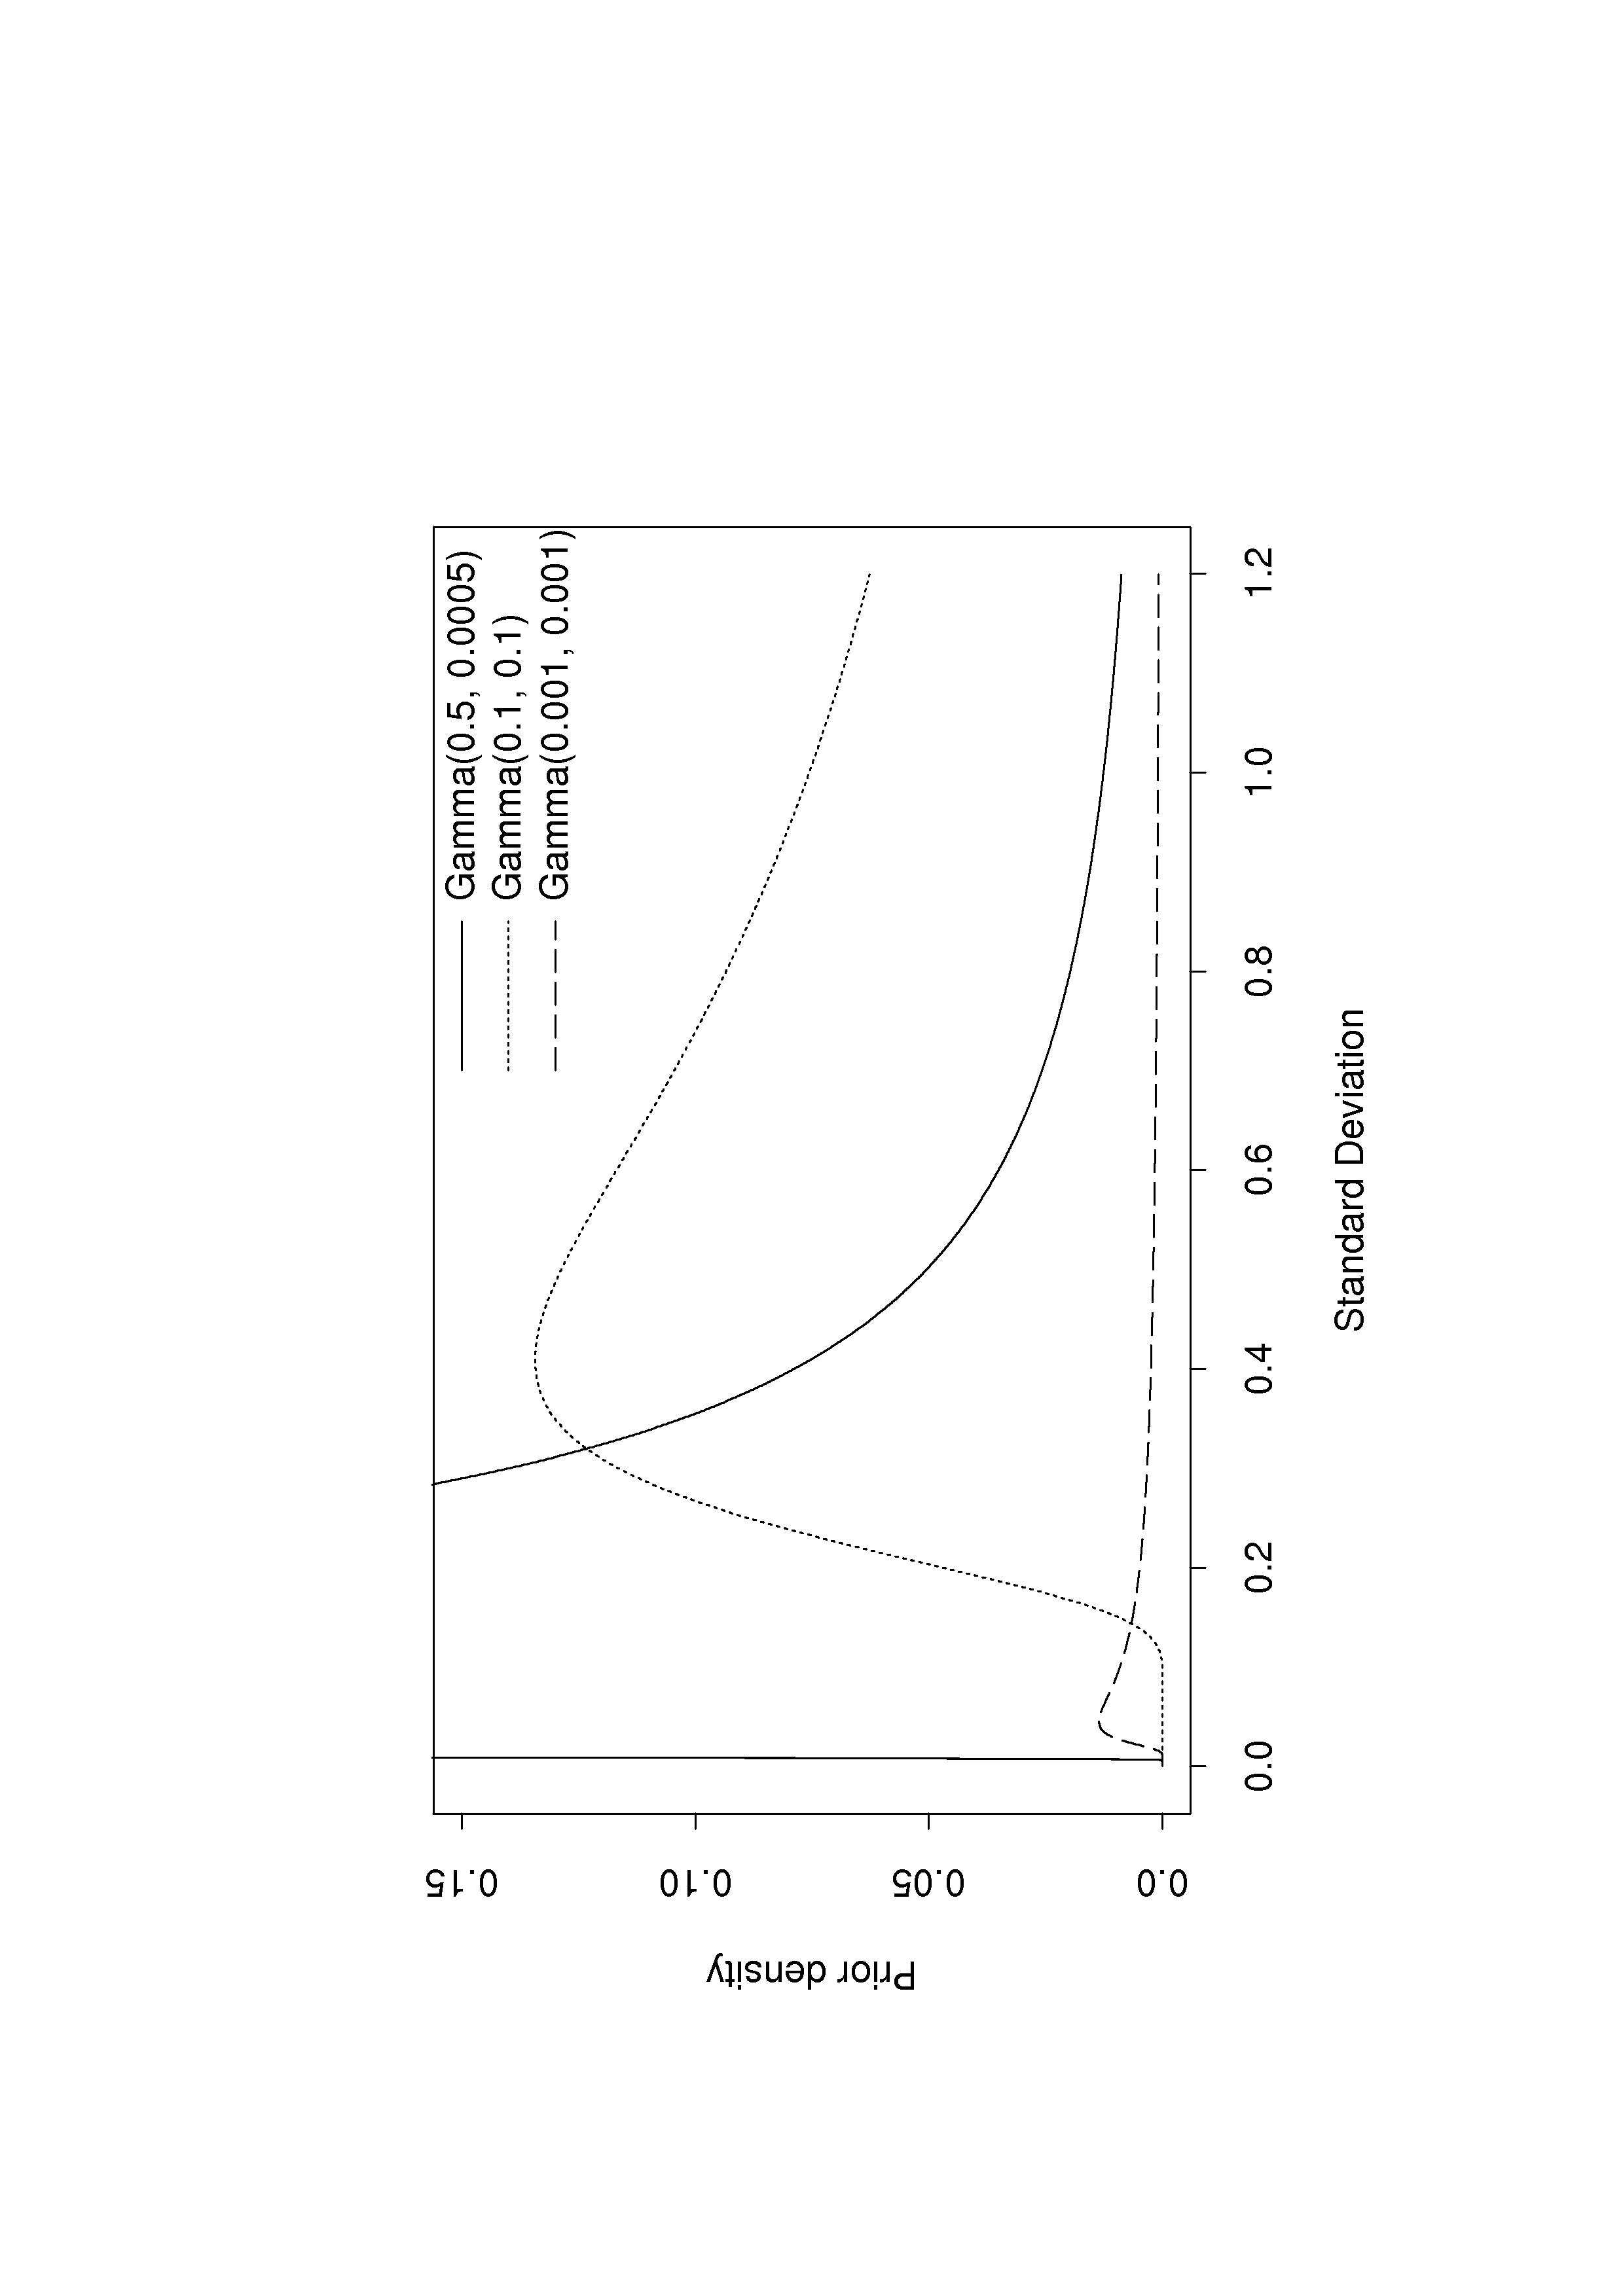 Gamma(0.5, 0.0005)
Gamma(0.1, 0.1)
Gamma(0.001, 0.001)
Prior density
0.15
0.10
0.05
0.0
0.0 0.2 0.4 0.6 0.8 1.0 1.2
Standard Deviation